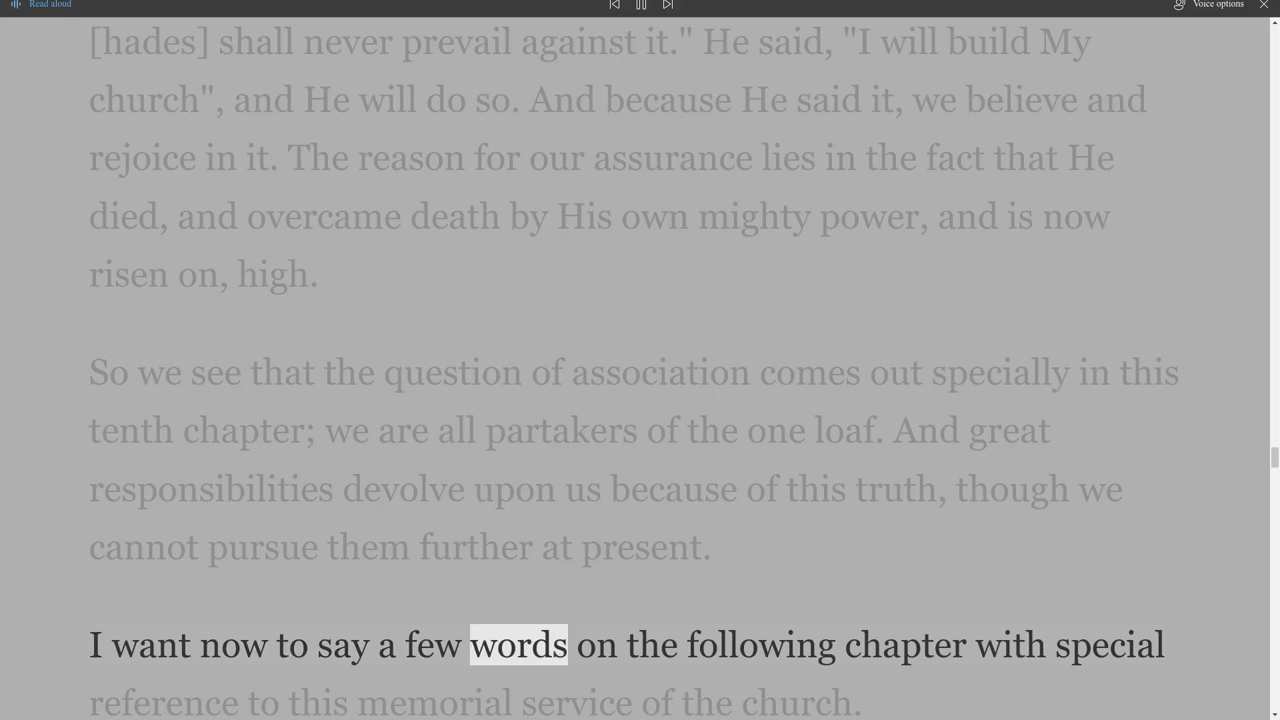 Read aloud
Voice options
[hades] shall never prevail against it." He said, "I will build My
church", and He will do so. And because He said it, we believe and
rejoice in it. The reason for our assurance lies in the fact that He
died, and overcame death by His own mighty power, and is now
risen on, high.
So we see that the question of association comes out specially in this
tenth chapter; we are all partakers of the one loaf. And great
responsibilities devolve upon us because of this truth, though we
cannot pursue them further at present.
I want now to say a few words on the following chapter with special
reference to this memorial service of the church.